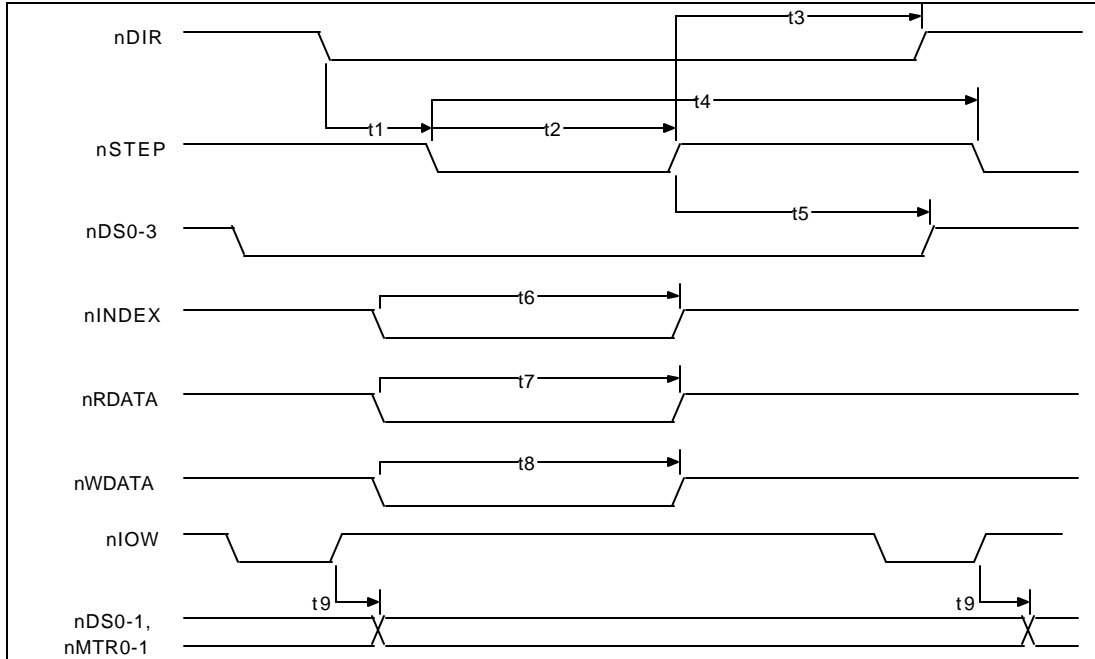 t3
nDIR
t4
t1
t2
nSTEP
t5
nDS0-3
t6
nINDEX
t7
nRDATA
t8
nWDATA
nIOW
t9
t9
nDS0-1,
nMTR0-1